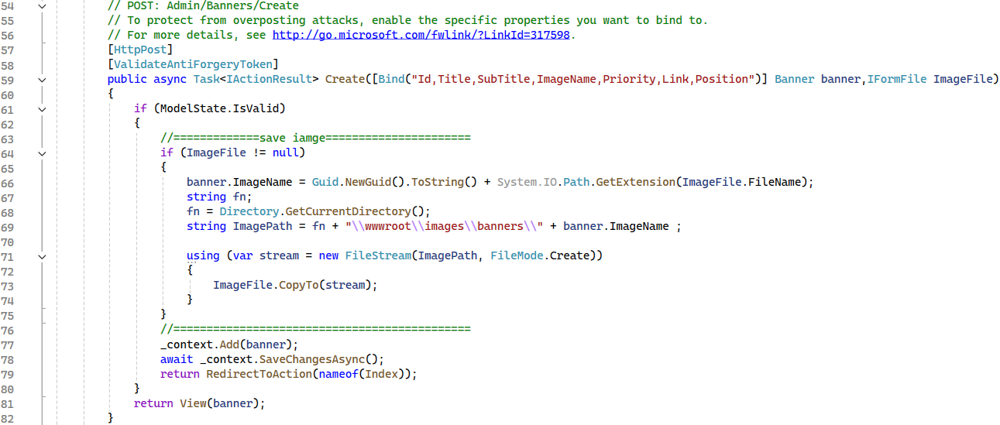 54 // POST: Admin/Banners/Create
55 // To protect from overposting attacks, enable the specific properties you want to bind to.
56 // For more details, see http://go.microsoft.com/fwlink/?LinkId=317598.
57 [HttpPost]
58 [ValidateAntiForgeryToken]
59 public async Task<IActionResult> Create([Bind("Id,Title,SubTitle,ImageName,Priority,Link,Position")] Banner banner,IFormFile ImageFile)
60 {
61 if (ModelState.IsValid)
62 {
63 //=============save iamge======================
64 if (ImageFile != null)
65 {
66 banner.ImageName = Guid.NewGuid().ToString() + System.IO.Path.GetExtension(ImageFile.FileName);
67 string fn;
68 fn = Directory.GetCurrentDirectory();
69 string ImagePath = fn + "\\wwwroot\\images\\banners\\" + banner.ImageName ;
70
71 using (var stream = new FileStream(ImagePath, FileMode.Create))
72 {
73 ImageFile.CopyTo(stream);
74 }
75 }
76 //=============================================
77 _context.Add(banner);
78 await _context.SaveChangesAsync();
79 return RedirectToAction(nameof(Index));
80 }
81 return View(banner);
82 }